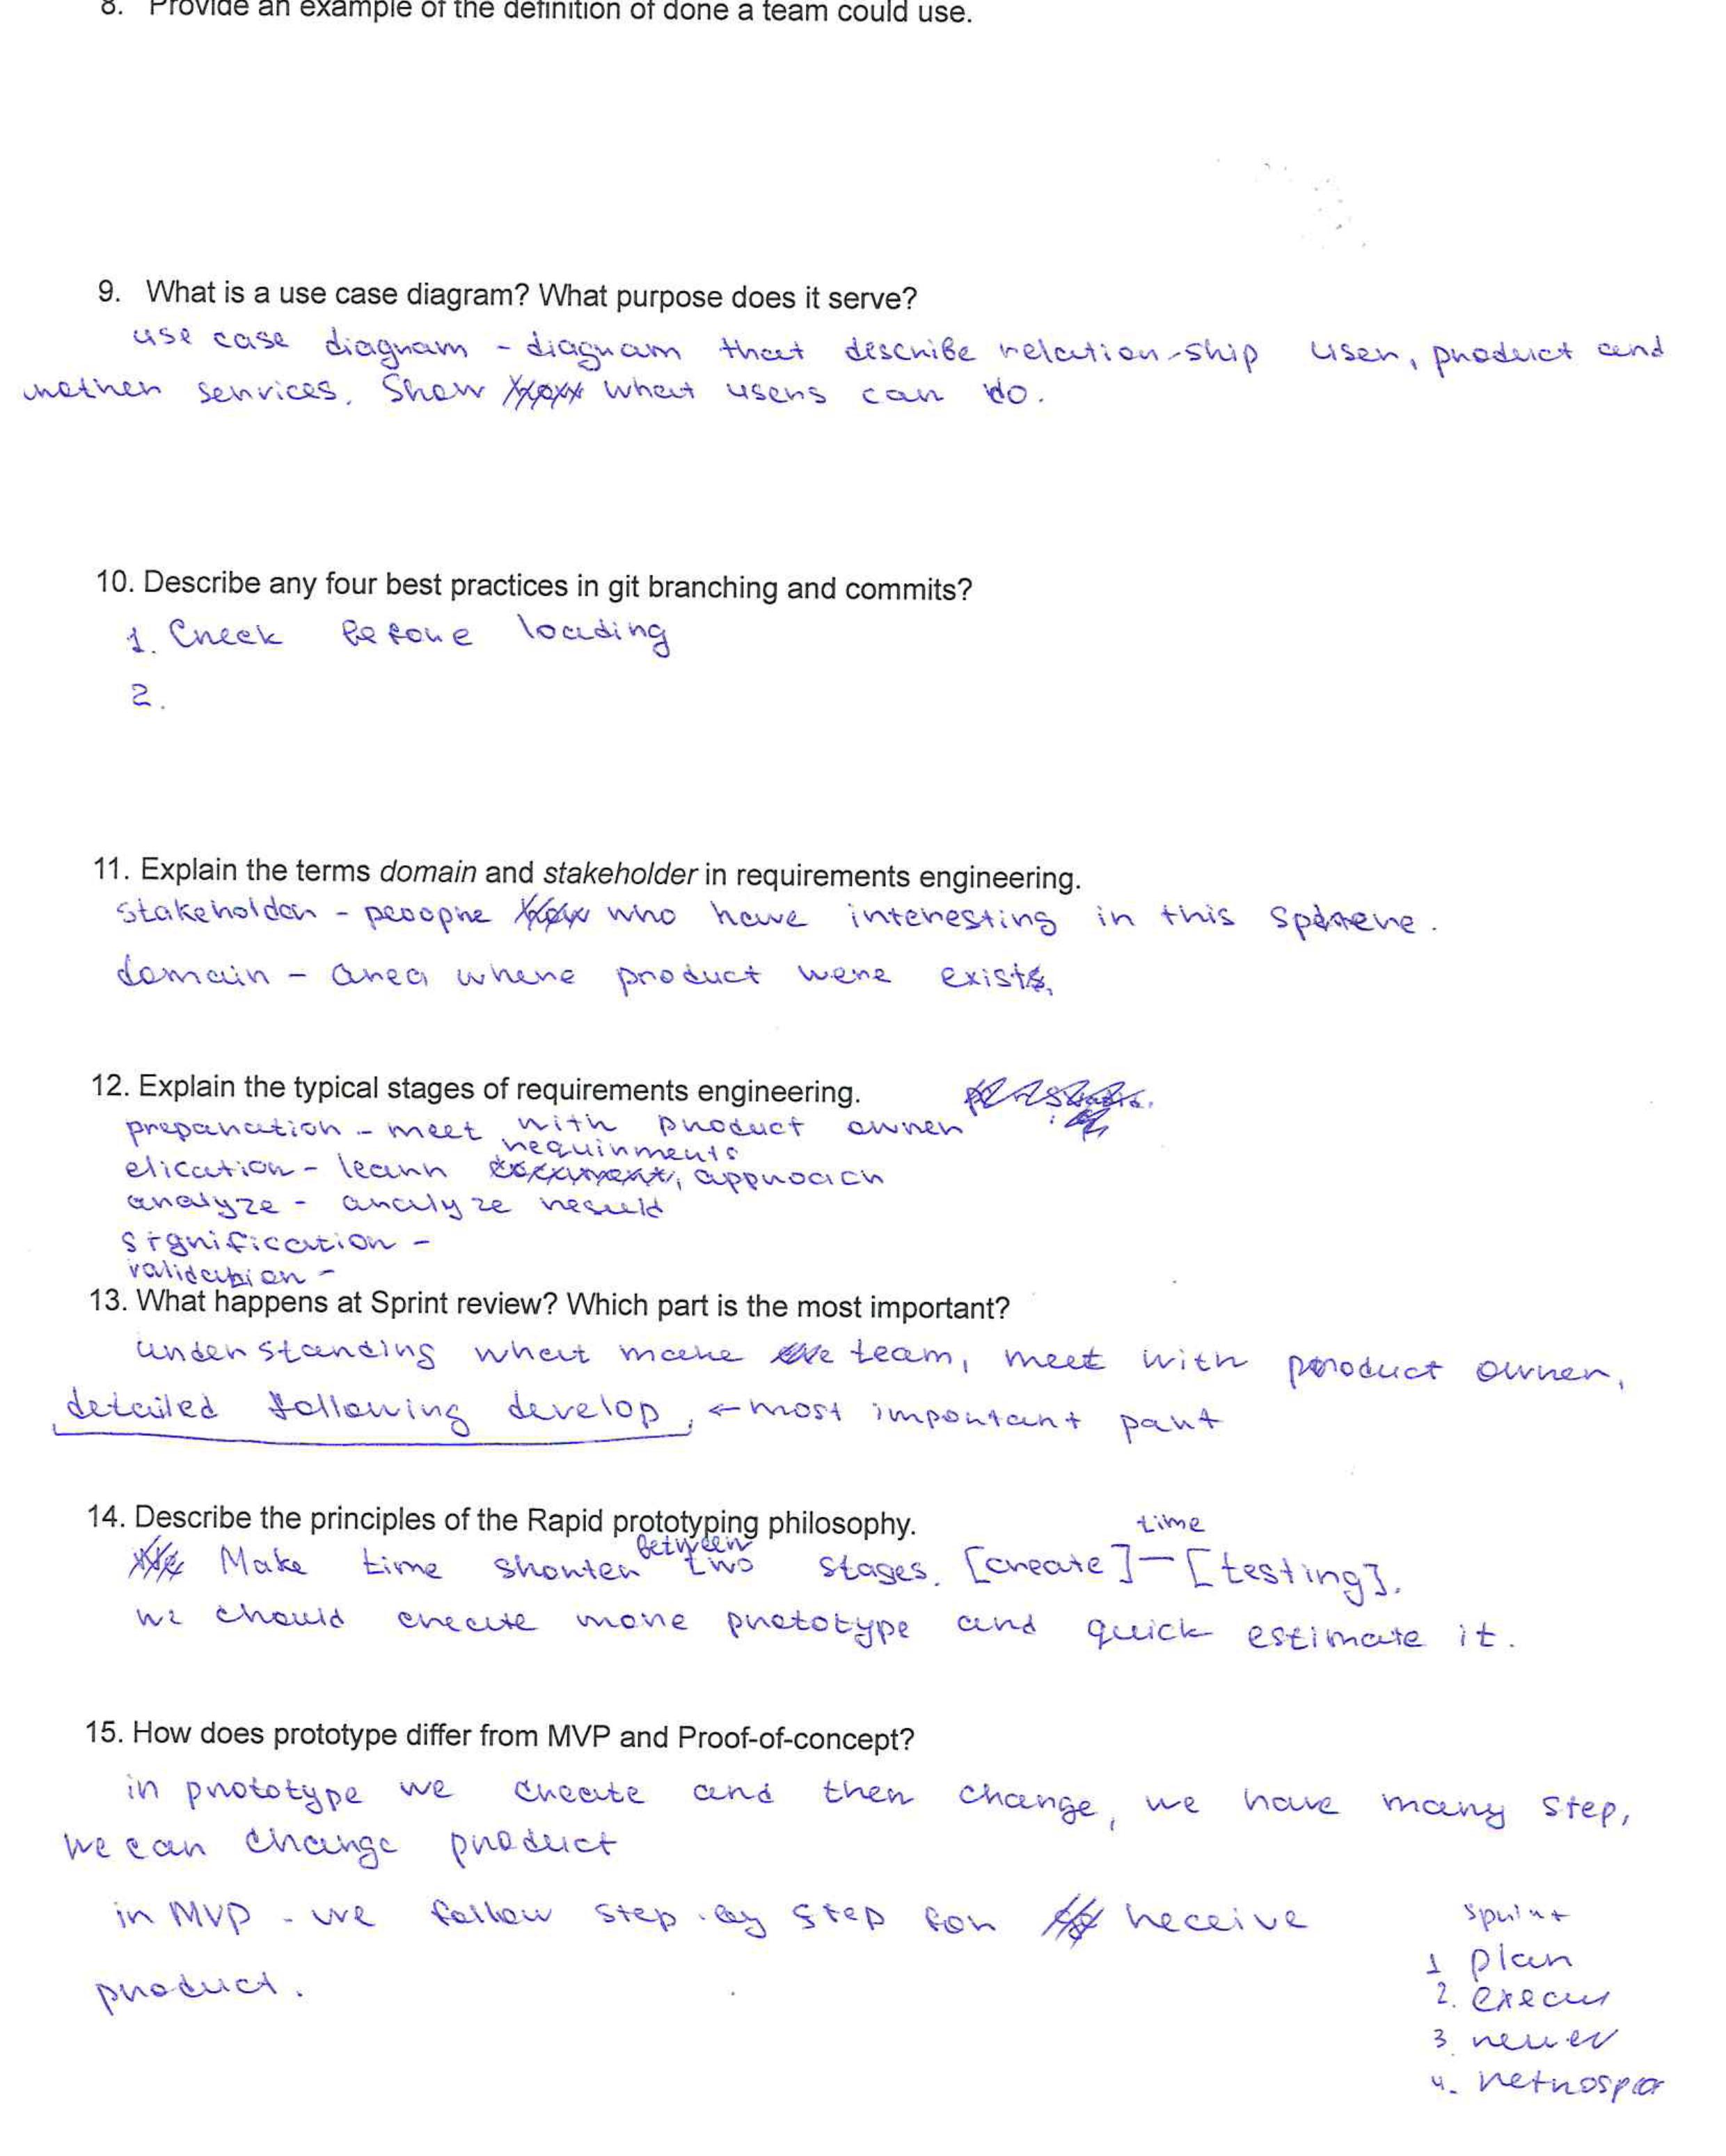 8. Provide an example of the definition of done a team could use.
9. What is a use case diagram? What purpose does it serve?
use case diagram - diagram that describe relation-ship user, product and
services. Show what users can do.
10. Describe any four best practices in git branching and commits?
1. Check before loading
2.
11. Explain the terms domain and stakeholder in requirements engineering.
stakeholder - who have interesting in this
domain - area where product were exists.
12. Explain the typical stages of requirements engineering.
preparation - meet with product owner
requirments
elication - learn , approach
analyze - analyze
signification -
validation -
13. What happens at Sprint review? Which part is the most important?
understanding what make team, meet with product owner,
detailed following develop, ← most important part
14. Describe the principles of the Rapid prototyping philosophy.
time
between
Make time shorter two stages. [create] — [testing].
we should create more prototype and quick estimate it.
15. How does prototype differ from MVP and Proof-of-concept?
in prototype we create and then change, we have many step,
we can change product
in MVP - we follow step by step for receive
product.
sprint
1 plan
2. execu
3. review
4. retrospec